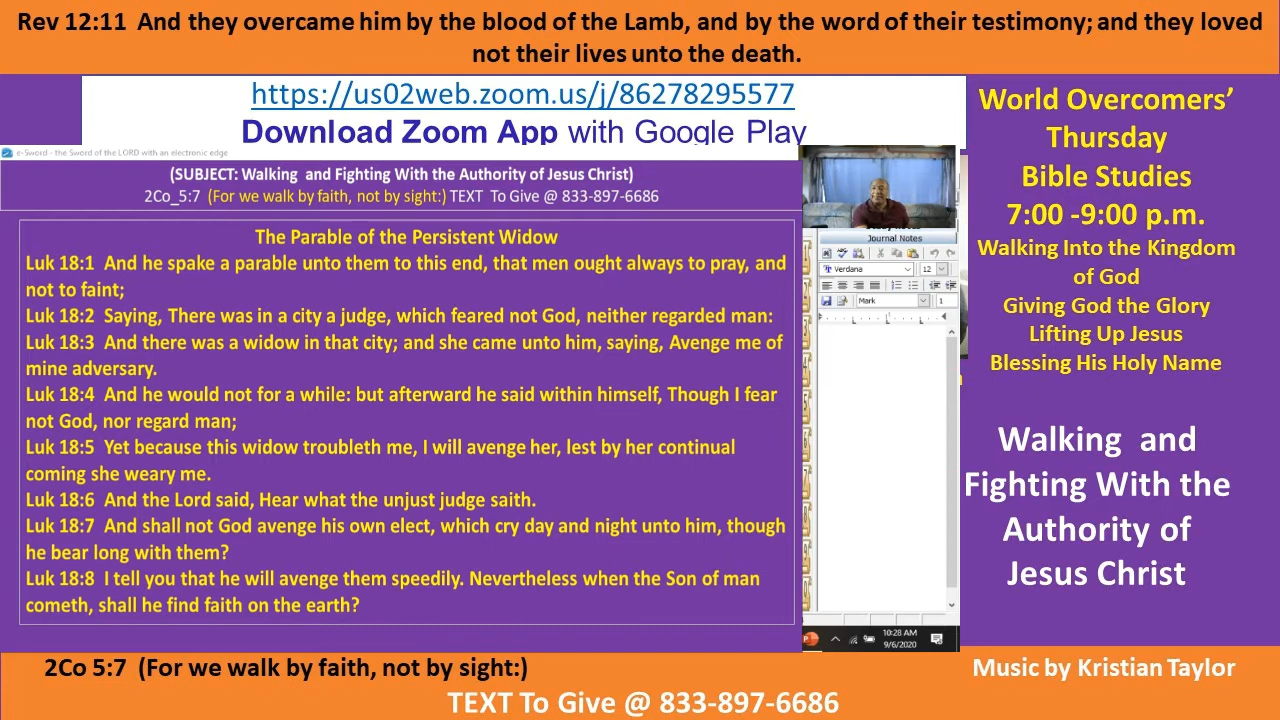 Rev 12:11  And they overcame him by the blood of the Lamb, and by the word of their testimony; and they loved
not their lives unto the death.
https://us02web.zoom.us/j/86278295577
Download Zoom App with Google Play
e-Sword - the Sword of the LORD with an electronic edge
(SUBJECT: Walking  and Fighting With the Authority of Jesus Christ)
2Co_5:7  (For we walk by faith, not by sight:) TEXT  To Give @ 833-897-6686
The Parable of the Persistent Widow
Luk 18:1  And he spake a parable unto them to this end, that men ought always to pray, and
not to faint;
Luk 18:2  Saying, There was in a city a judge, which feared not God, neither regarded man:
Luk 18:3  And there was a widow in that city; and she came unto him, saying, Avenge me of
mine adversary.
Luk 18:4  And he would not for a while: but afterward he said within himself, Though I fear
not God, nor regard man;
Luk 18:5  Yet because this widow troubleth me, I will avenge her, lest by her continual
coming she weary me.
Luk 18:6  And the Lord said, Hear what the unjust judge saith.
Luk 18:7  And shall not God avenge his own elect, which cry day and night unto him, though
he bear long with them?
Luk 18:8  I tell you that he will avenge them speedily. Nevertheless when the Son of man
cometh, shall he find faith on the earth?
Journal Notes
Verdana 12
Mark 1
10:28 AM
9/6/2020
World Overcomers’
Thursday
Bible Studies
7:00 -9:00 p.m.
Walking Into the Kingdom
of God
Giving God the Glory
Lifting Up Jesus
Blessing His Holy Name
Walking  and
Fighting With the
Authority of
Jesus Christ
2Co 5:7  (For we walk by faith, not by sight:)
Music by Kristian Taylor
TEXT To Give @ 833-897-6686